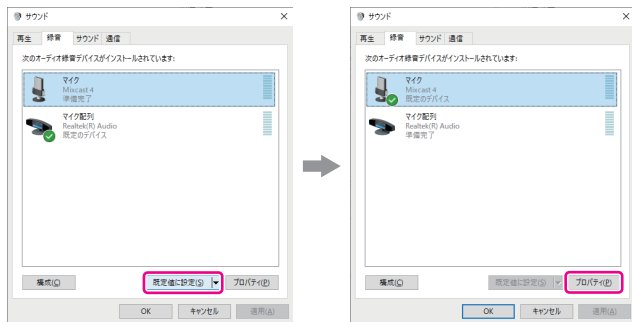 サウンド
再生 録音 サウンド 通信
次のオーディオ録音デバイスがインストールされています:
マイク
Mixcast 4
準備完了
マイク配列
Realtek(R) Audio
既定のデバイス
構成(C) 既定値に設定(S) プロパティ(P)
OK キャンセル 適用(A)
サウンド
再生 録音 サウンド 通信
次のオーディオ録音デバイスがインストールされています:
マイク
Mixcast 4
既定のデバイス
マイク配列
Realtek(R) Audio
準備完了
構成(C) 既定値に設定(S) プロパティ(P)
OK キャンセル 適用(A)